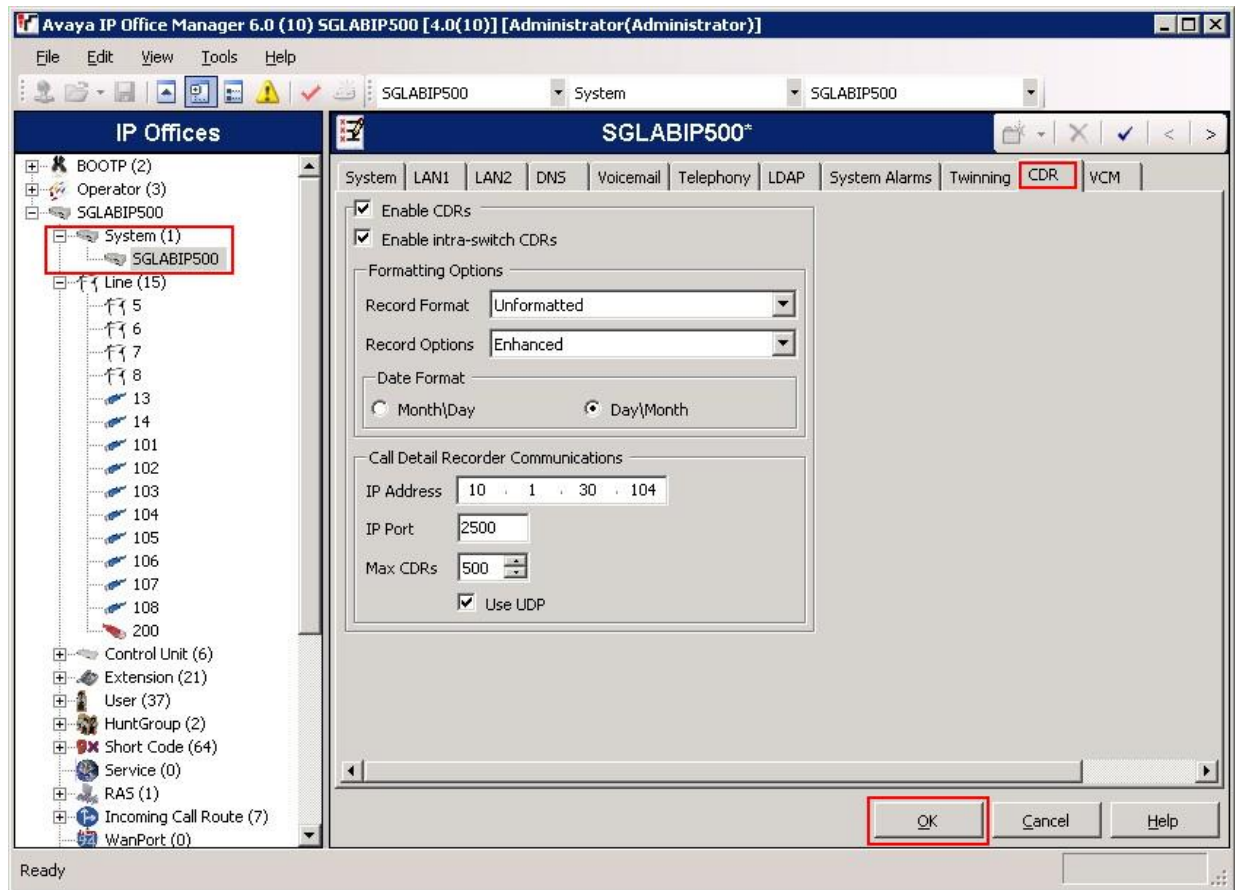 Avaya IP Office Manager 6.0 (10) SGLABIP500 [4.0(10)] [Administrator(Administrator)]
File Edit View Tools Help
SGLABIP500 System SGLABIP500
IP Offices
BOOTP (2)
Operator (3)
SGLABIP500
System (1)
SGLABIP500
Line (15)
5
6
7
8
13
14
101
102
103
104
105
106
107
108
200
Control Unit (6)
Extension (21)
User (37)
HuntGroup (2)
Short Code (64)
Service (0)
RAS (1)
Incoming Call Route (7)
WanPort (0)
SGLABIP500*
System LAN1 LAN2 DNS Voicemail Telephony LDAP System Alarms Twinning CDR VCM
Enable CDRs
Enable intra-switch CDRs
Formatting Options
Record Format Unformatted
Record Options Enhanced
Date Format
Month\Day Day\Month
Call Detail Recorder Communications
IP Address 10 . 1 . 30 . 104
IP Port 2500
Max CDRs 500
Use UDP
OK Cancel Help
Ready